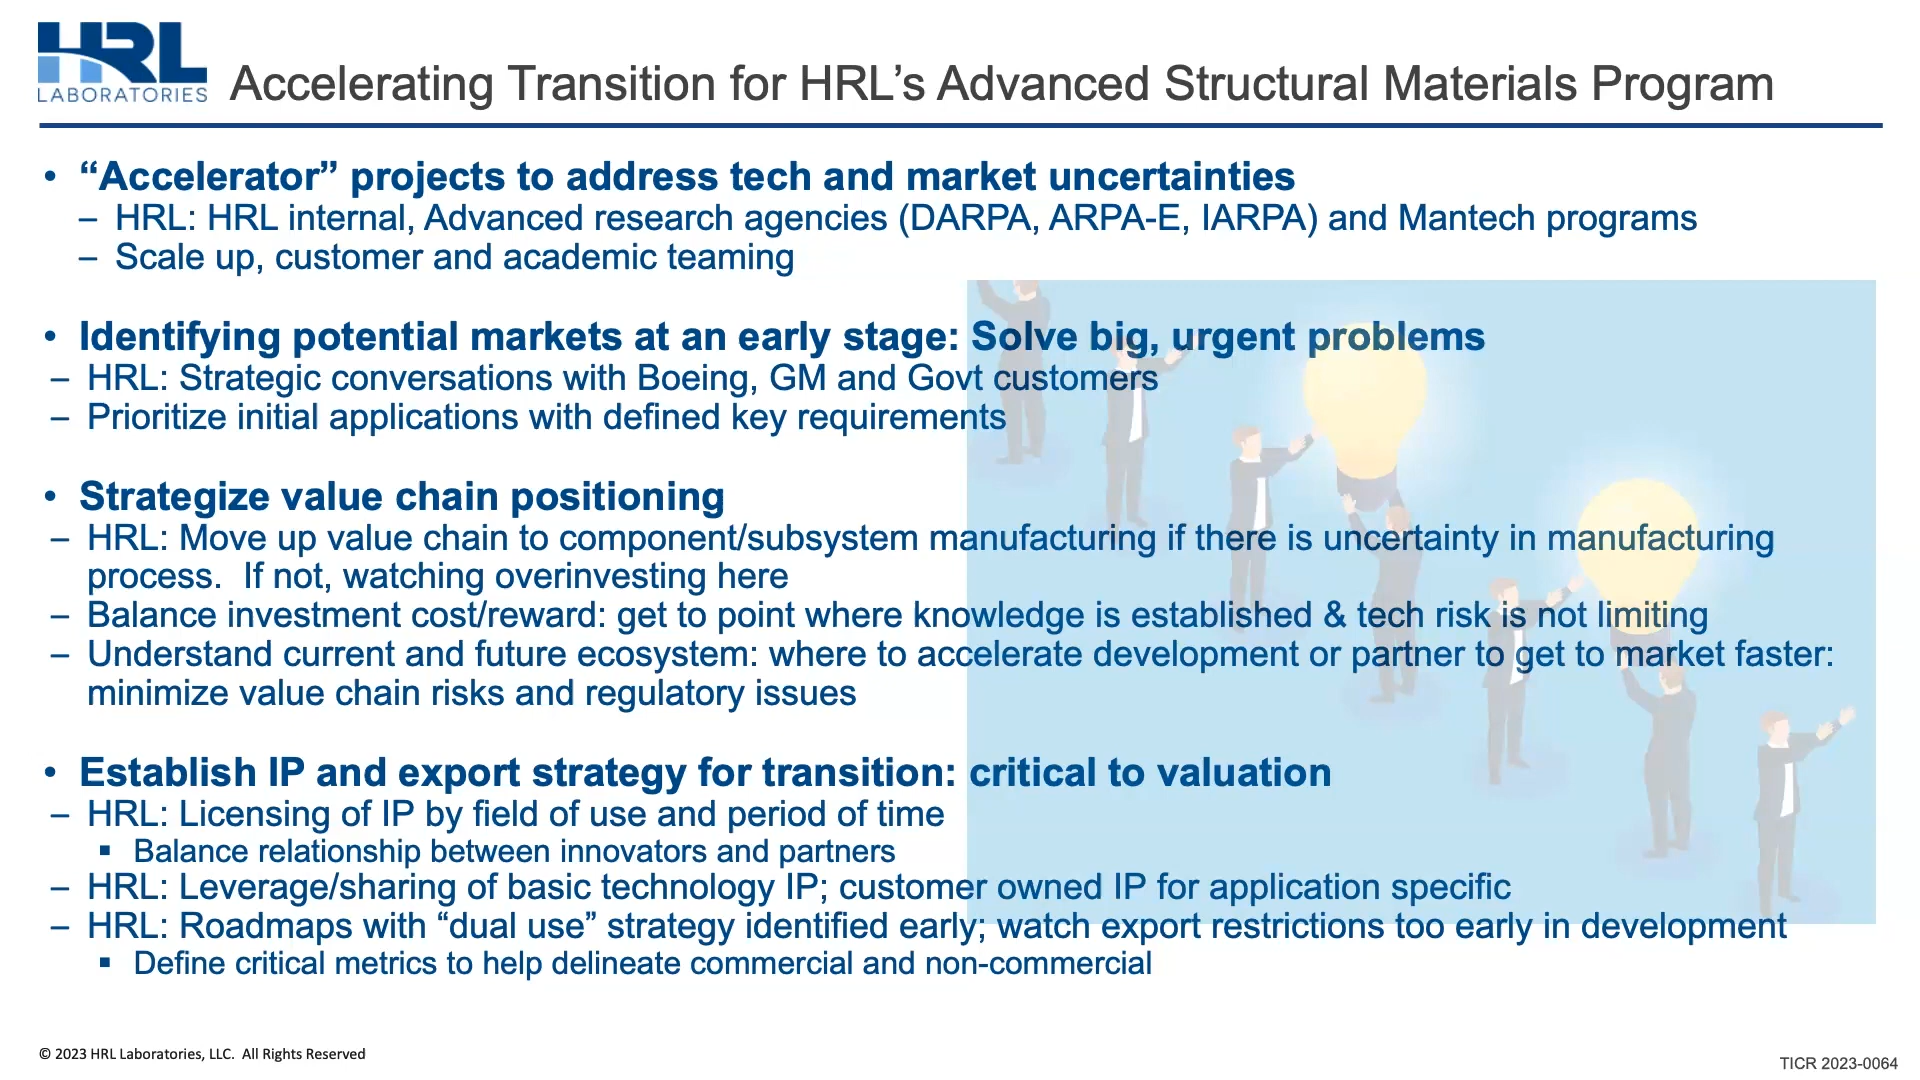 HRL
LABORATORIES
Accelerating Transition for HRL’s Advanced Structural Materials Program
• “Accelerator” projects to address tech and market uncertainties
– HRL: HRL internal, Advanced research agencies (DARPA, ARPA-E, IARPA) and Mantech programs
– Scale up, customer and academic teaming
• Identifying potential markets at an early stage: Solve big, urgent problems
– HRL: Strategic conversations with Boeing, GM and Govt customers
– Prioritize initial applications with defined key requirements
• Strategize value chain positioning
– HRL: Move up value chain to component/subsystem manufacturing if there is uncertainty in manufacturing
process.  If not, watching overinvesting here
– Balance investment cost/reward: get to point where knowledge is established & tech risk is not limiting
– Understand current and future ecosystem: where to accelerate development or partner to get to market faster:
minimize value chain risks and regulatory issues
• Establish IP and export strategy for transition: critical to valuation
– HRL: Licensing of IP by field of use and period of time
▪ Balance relationship between innovators and partners
– HRL: Leverage/sharing of basic technology IP; customer owned IP for application specific
– HRL: Roadmaps with “dual use” strategy identified early; watch export restrictions too early in development
▪ Define critical metrics to help delineate commercial and non-commercial
© 2023 HRL Laboratories, LLC.  All Rights Reserved
TICR 2023-0064